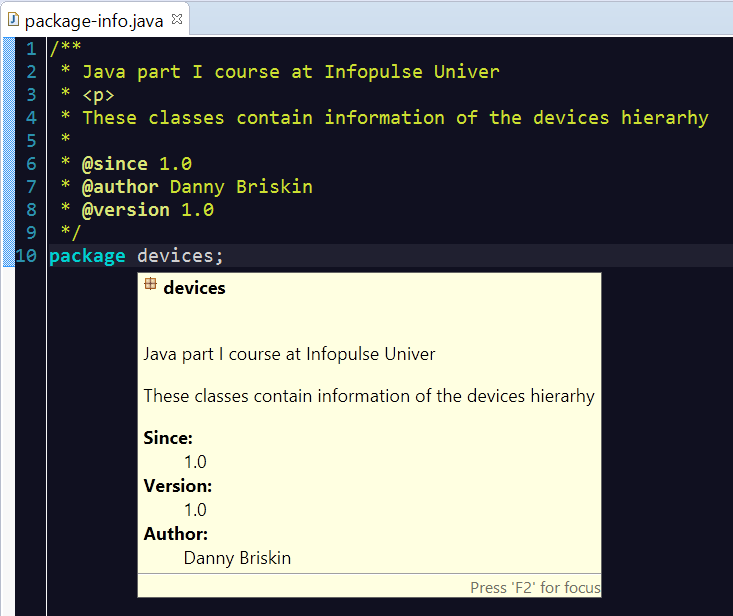 package-info.java
1 /**
2 * Java part I course at Infopulse Univer
3 * <p>
4 * These classes contain information of the devices hierarhy
5 *
6 * @since 1.0
7 * @author Danny Briskin
8 * @version 1.0
9 */
10 package devices;
devices
Java part I course at Infopulse Univer
These classes contain information of the devices hierarhy
Since:
1.0
Version:
1.0
Author:
Danny Briskin
Press 'F2' for focus